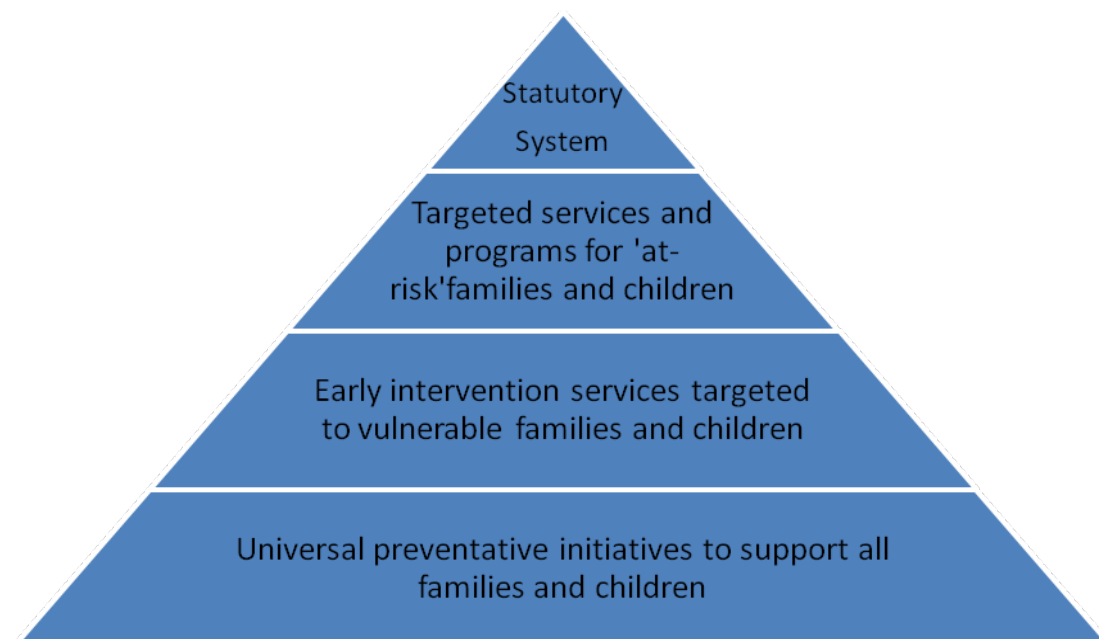 Statutory
System
Targeted services and
programs for 'at-
risk'families and children
Early intervention services targeted
to vulnerable families and children
Universal preventative initiatives to support all
families and children